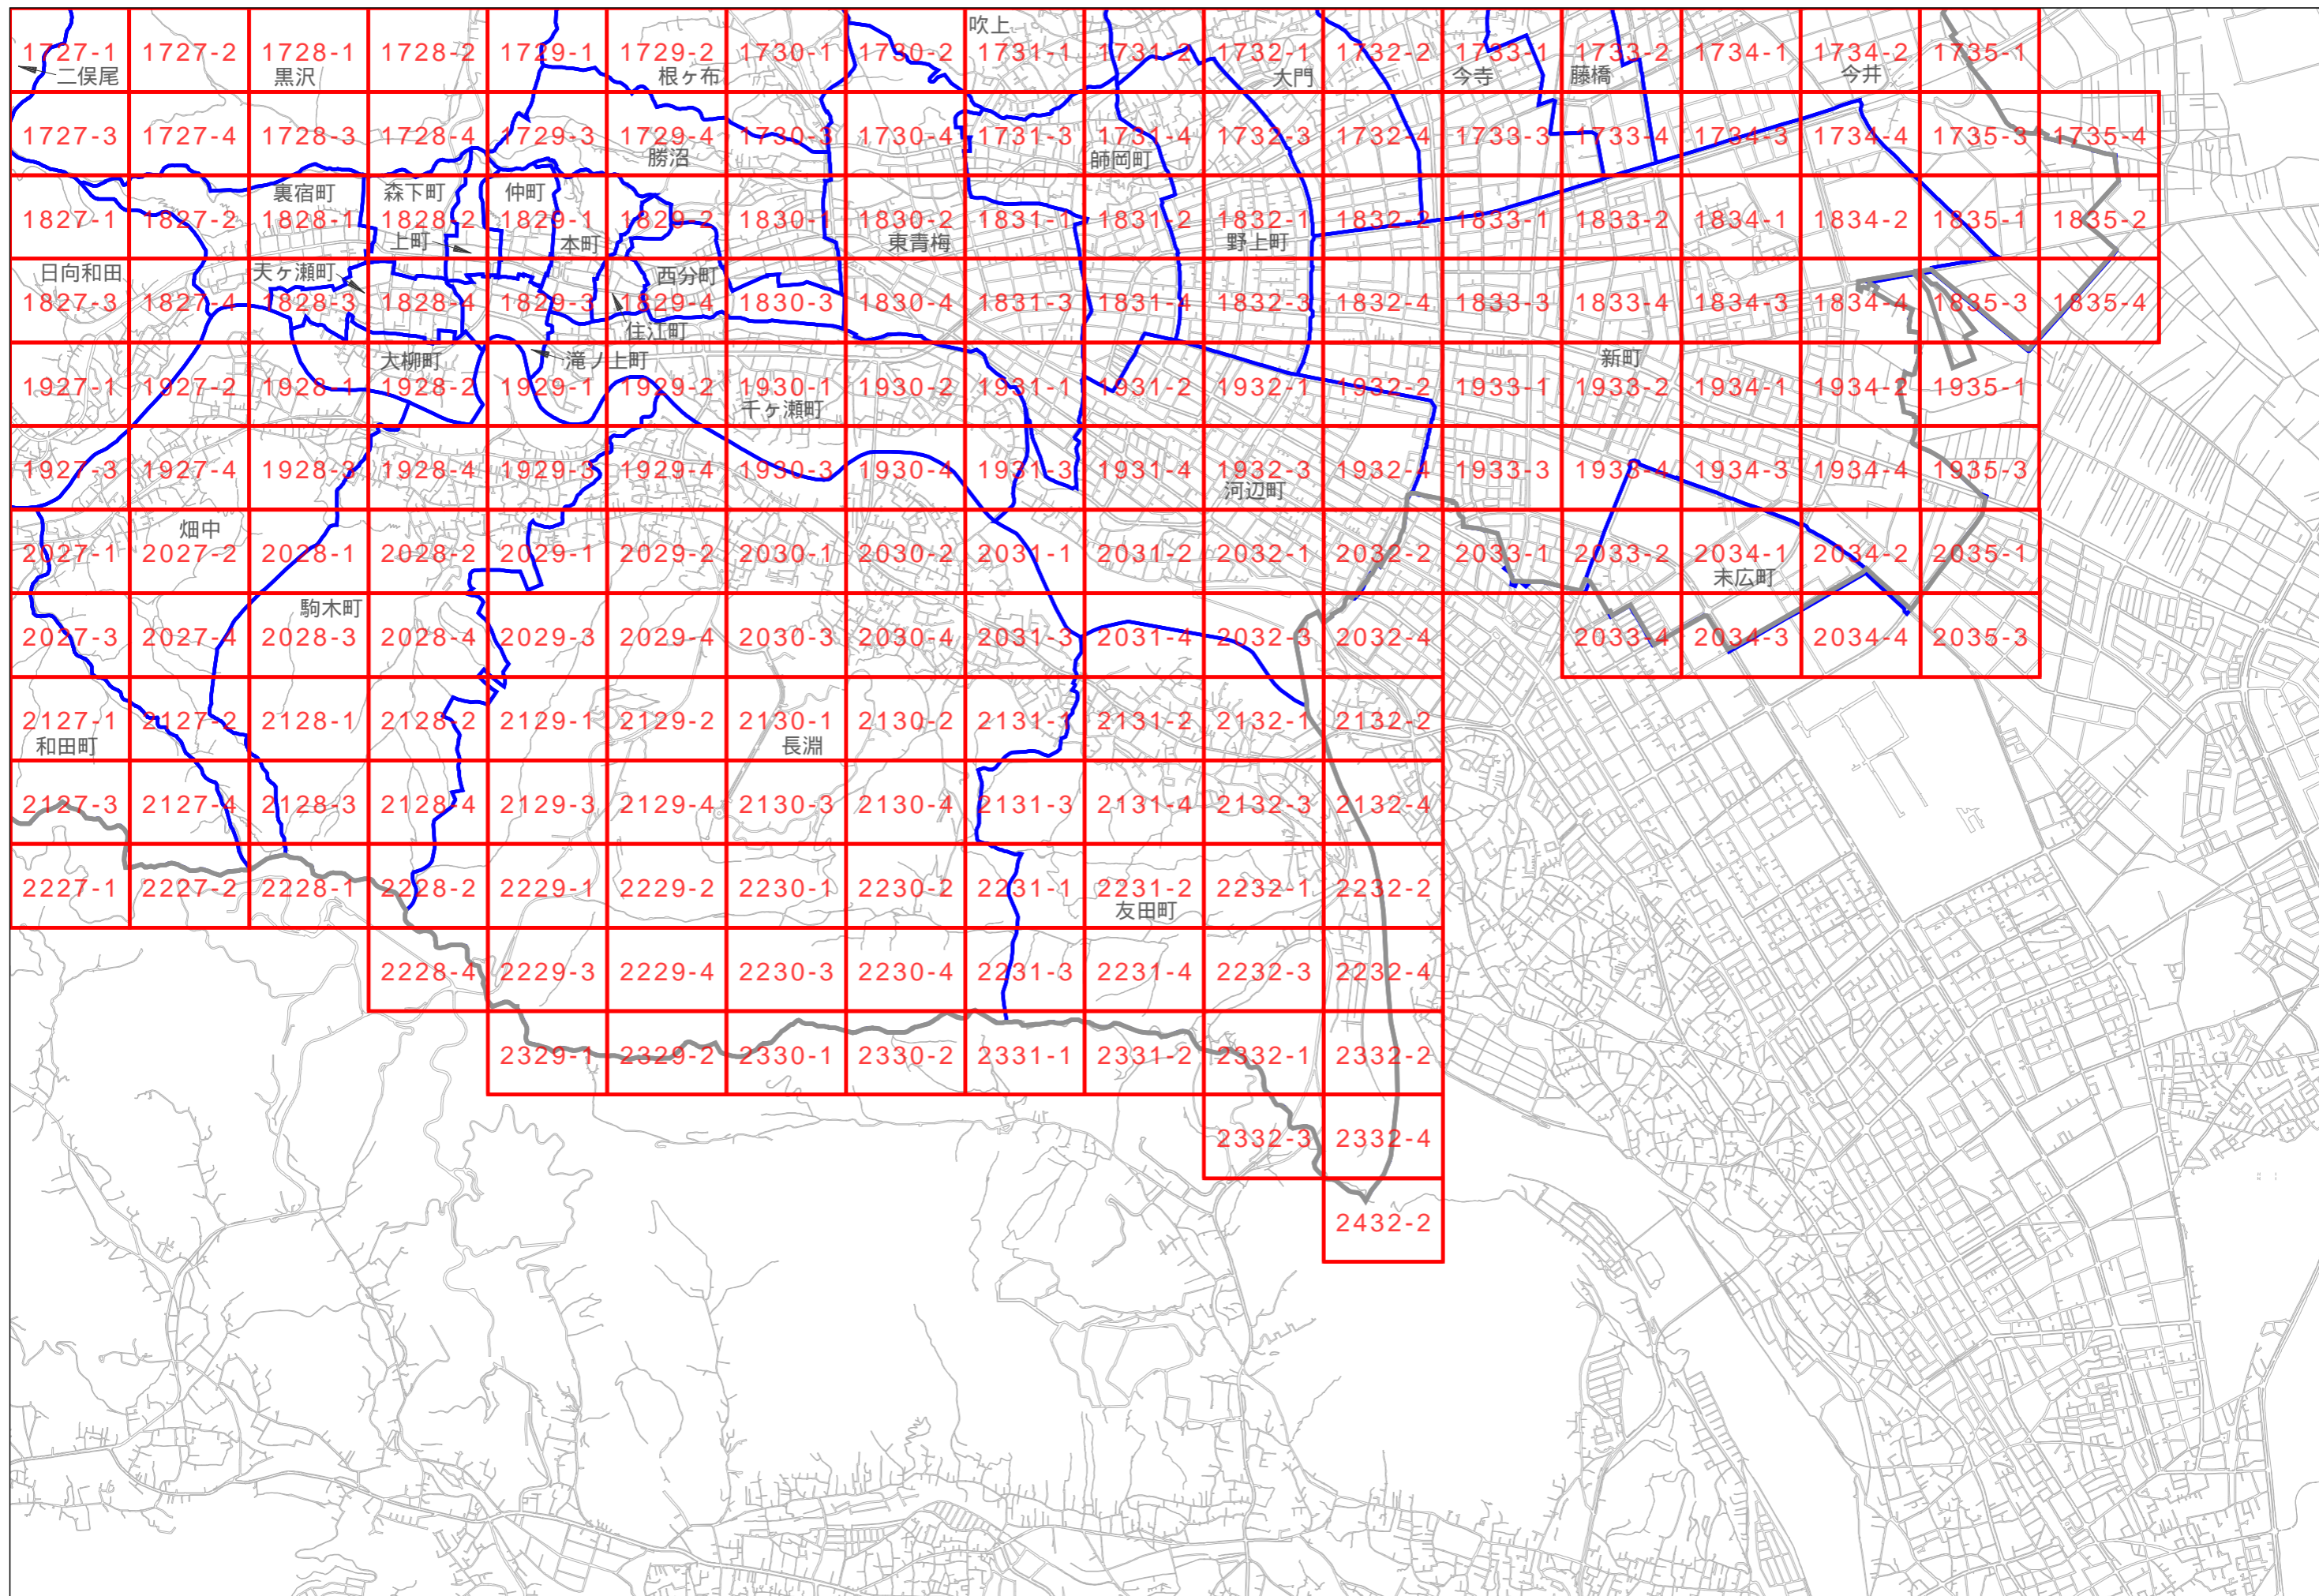 吹上
1727-1 1727-2 1728-1 1728-2 1729-1 1729-2 1730-1 1730-2 1731-1 1731-2 1732-1 1732-2 1733-1 1733-2 1734-1 1734-2 1735-1
二俣尾 黒沢 根ヶ布 大門 今寺 藤橋 今井
1727-3 1727-4 1728-3 1728-4 1729-3 1729-4 1730-3 1730-4 1731-3 1731-4 1732-3 1732-4 1733-3 1733-4 1734-3 1734-4 1735-3 1735-4
勝沼 師岡町
裏宿町 森下町 仲町
1827-1 1827-2 1828-1 1828-2 1829-1 1829-2 1830-1 1830-2 1831-1 1831-2 1832-1 1832-2 1833-1 1833-2 1834-1 1834-2 1835-1 1835-2
上町 本町 東青梅 野上町
日向和田 天ヶ瀬町 西分町
1827-3 1827-4 1828-3 1828-4 1829-3 1829-4 1830-3 1830-4 1831-3 1831-4 1832-3 1832-4 1833-3 1833-4 1834-3 1834-4 1835-3 1835-4
住江町
大柳町 滝ノ上町 新町
1927-1 1927-2 1928-1 1928-2 1929-1 1929-2 1930-1 1930-2 1931-1 1931-2 1932-1 1932-2 1933-1 1933-2 1934-1 1934-2 1935-1
千ヶ瀬町
1927-3 1927-4 1928-3 1928-4 1929-3 1929-4 1930-3 1930-4 1931-3 1931-4 1932-3 1932-4 1933-3 1933-4 1934-3 1934-4 1935-3
河辺町
畑中
2027-1 2027-2 2028-1 2028-2 2029-1 2029-2 2030-1 2030-2 2031-1 2031-2 2032-1 2032-2 2033-1 2033-2 2034-1 2034-2 2035-1
末広町
駒木町
2027-3 2027-4 2028-3 2028-4 2029-3 2029-4 2030-3 2030-4 2031-3 2031-4 2032-3 2032-4 2033-4 2034-3 2034-4 2035-3
2127-1 2127-2 2128-1 2128-2 2129-1 2129-2 2130-1 2130-2 2131-1 2131-2 2132-1 2132-2
和田町 長淵
2127-3 2127-4 2128-3 2128-4 2129-3 2129-4 2130-3 2130-4 2131-3 2131-4 2132-3 2132-4
2227-1 2227-2 2228-1 2228-2 2229-1 2229-2 2230-1 2230-2 2231-1 2231-2 2232-1 2232-2
友田町
2228-4 2229-3 2229-4 2230-3 2230-4 2231-3 2231-4 2232-3 2232-4
2329-1 2329-2 2330-1 2330-2 2331-1 2331-2 2332-1 2332-2
2332-3 2332-4
2432-2